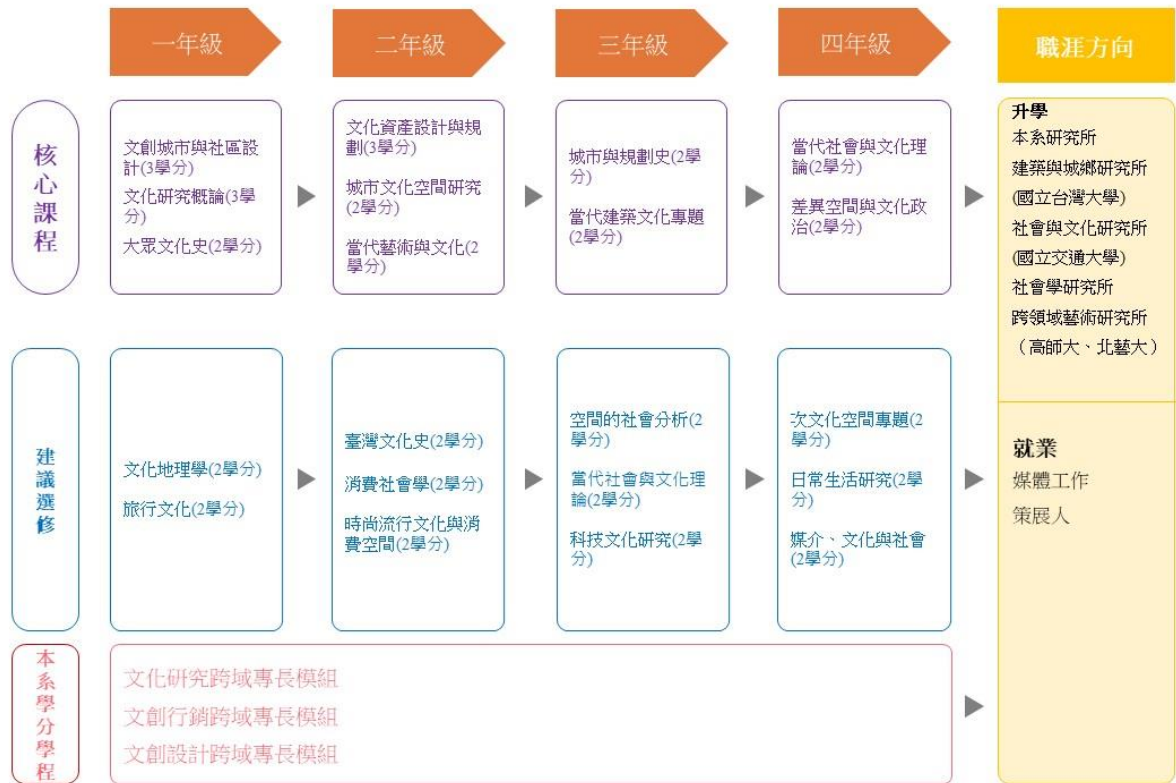 一年級
二年級
三年級
四年級
職涯方向
核心課程
文創城市與社區設
計(3學分)
文化研究概論(3學
分)
大眾文化史(2學分)
文化資產設計與規
劃(3學分)
城市文化空間研究
(2學分)
當代藝術與文化(2
學分)
城市與規劃史(2學
分)
當代建築文化專題
(2學分)
當代社會與文化理
論(2學分)
差異空間與文化政
治(2學分)
升學
本系研究所
建築與城鄉研究所
(國立台灣大學)
社會與文化研究所
(國立交通大學)
社會學研究所
跨領域藝術研究所
（高師大、北藝大）
建議選修
文化地理學(2學分)
旅行文化(2學分)
臺灣文化史(2學分)
消費社會學(2學分)
時尚流行文化與消
費空間(2學分)
空間的社會分析(2
學分)
當代社會與文化理
論(2學分)
科技文化研究(2學
分)
次文化空間專題(2
學分)
日常生活研究(2學
分)
媒介、文化與社會
(2學分)
就業
媒體工作
策展人
本系學分學程
文化研究跨域專長模組
文創行銷跨域專長模組
文創設計跨域專長模組